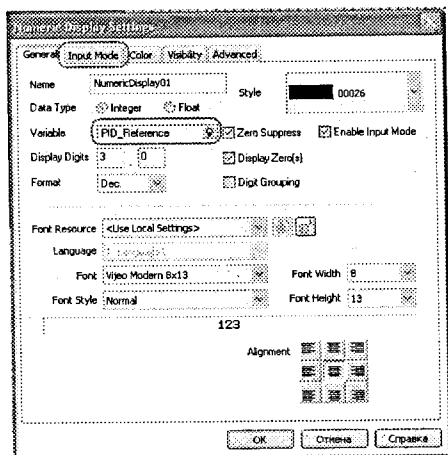 Numeric Display Settings
General Input Mode Color Visibility Advanced
Name NumericDisplay01 Style 00026
Data Type Integer Float
Variable PID_Reference Zero Suppress Enable Input Mode
Display Digits 3 . 0 Display Zero(s)
Format Dec. Digit Grouping
Font Resource <Use Local Settings>
Language
Font Vijeo Modern 8x13 Font Width 8
Font Style Normal Font Height 13
123
Alignment
OK Отмена Справка